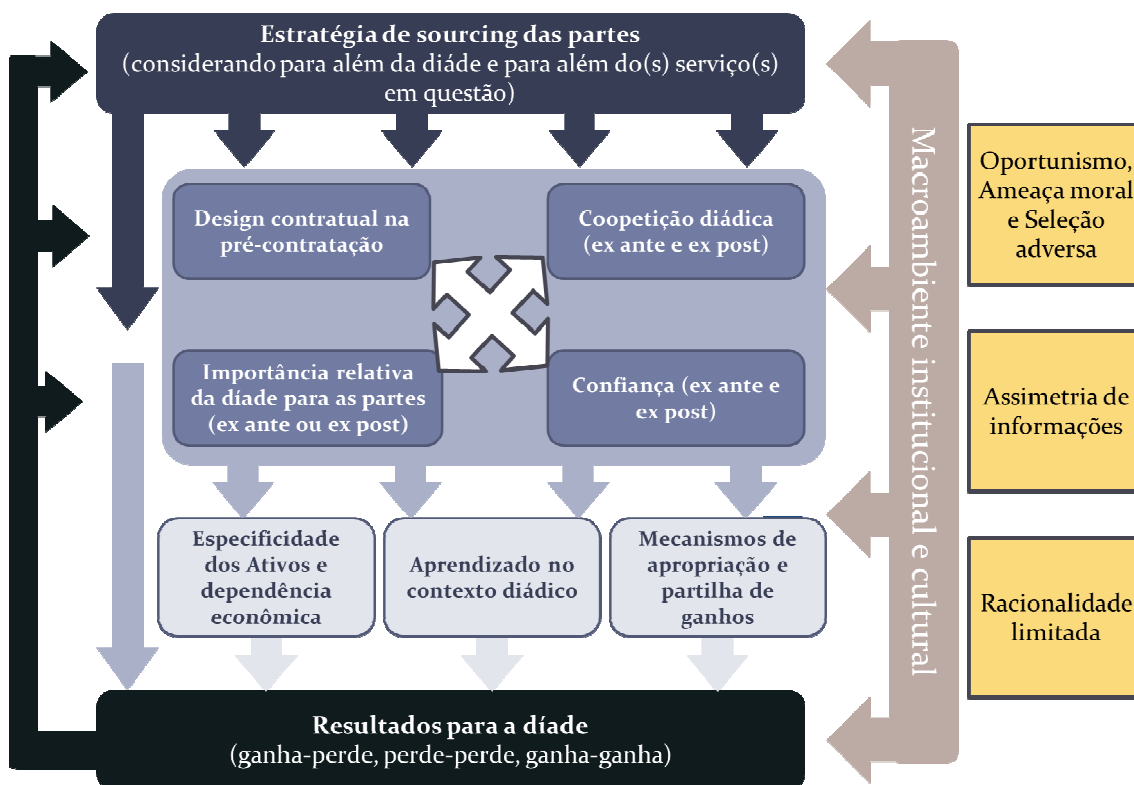 Estratégia de sourcing das partes
(considerando para além da diáde e para além do(s) serviço(s)
em questão)
Design contratual na
pré-contratação
Coopetição diádica
(ex ante e ex post)
Importância relativa
da díade para as partes
(ex ante ou ex post)
Confiança (ex ante e
ex post)
Especificidade
dos Ativos e
dependência
econômica
Aprendizado no
contexto diádico
Mecanismos de
apropriação e
partilha de
ganhos
Resultados para a díade
(ganha-perde, perde-perde, ganha-ganha)
Macroambiente institucional e cultural
Oportunismo,
Ameaça moral
e Seleção
adversa
Assimetria de
informações
Racionalidade
limitada